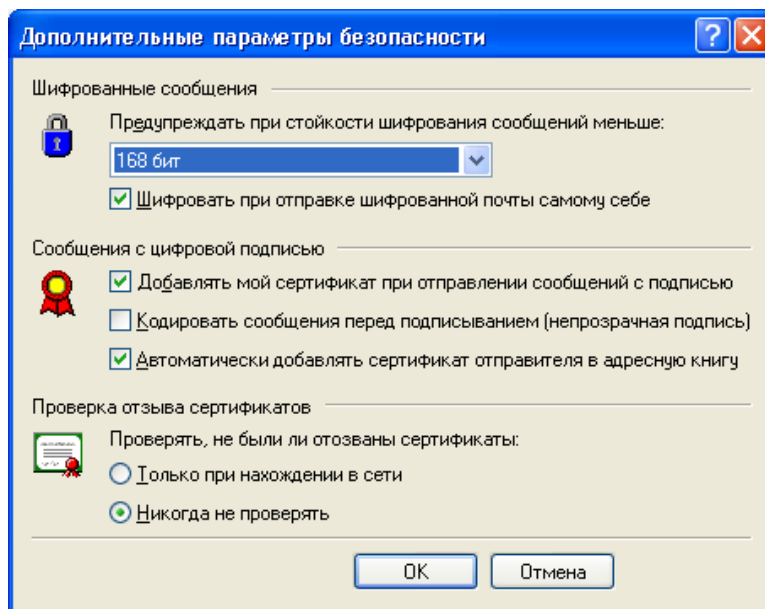 Дополнительные параметры безопасности
Шифрованные сообщения
Предупреждать при стойкости шифрования сообщений меньше:
168 бит
Шифровать при отправке шифрованной почты самому себе
Сообщения с цифровой подписью
Добавлять мой сертификат при отправлении сообщений с подписью
Кодировать сообщения перед подписыванием (непрозрачная подпись)
Автоматически добавлять сертификат отправителя в адресную книгу
Проверка отзыва сертификатов
Проверять, не были ли отозваны сертификаты:
Только при нахождении в сети
Никогда не проверять
ОК Отмена